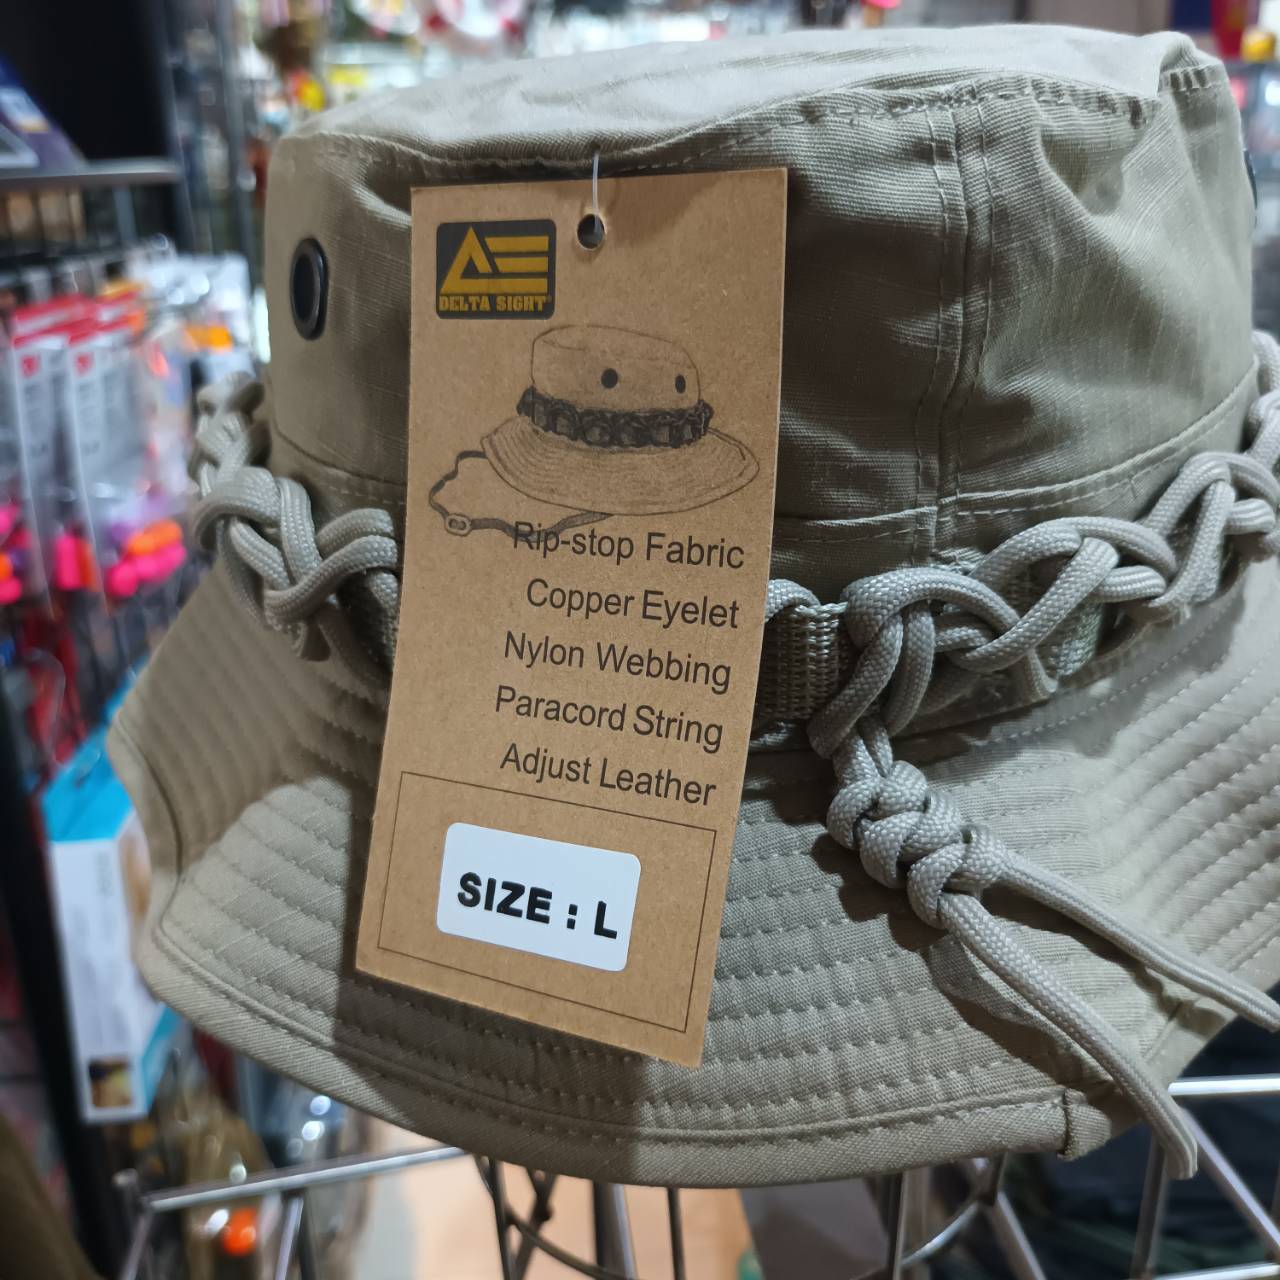 DELTA SIGHT
Rip-stop Fabric
Copper Eyelet
Nylon Webbing
Paracord String
Adjust Leather
SIZE : L